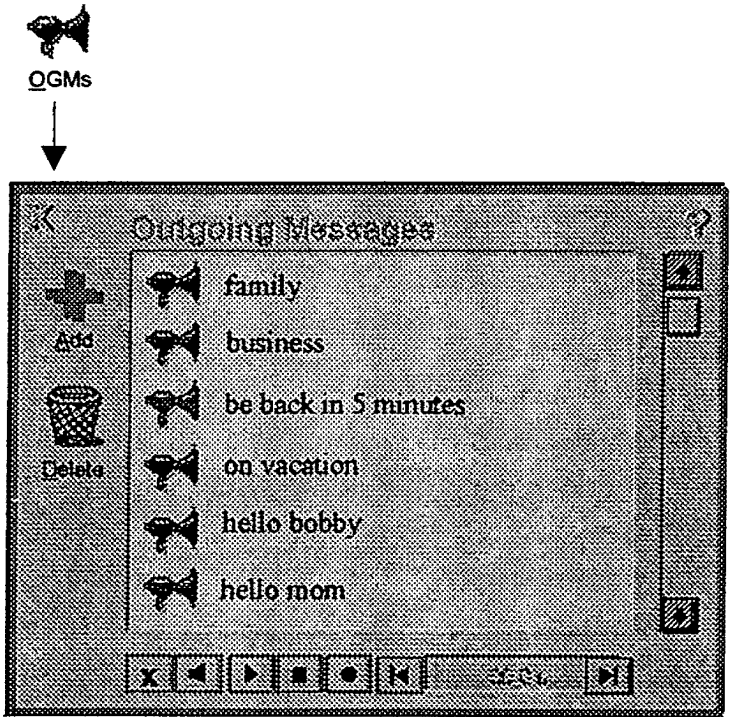 OGMs
Outgoing Messages
Add
Delete
family
business
be back in 5 minutes
on vacation
hello bobby
hello mom